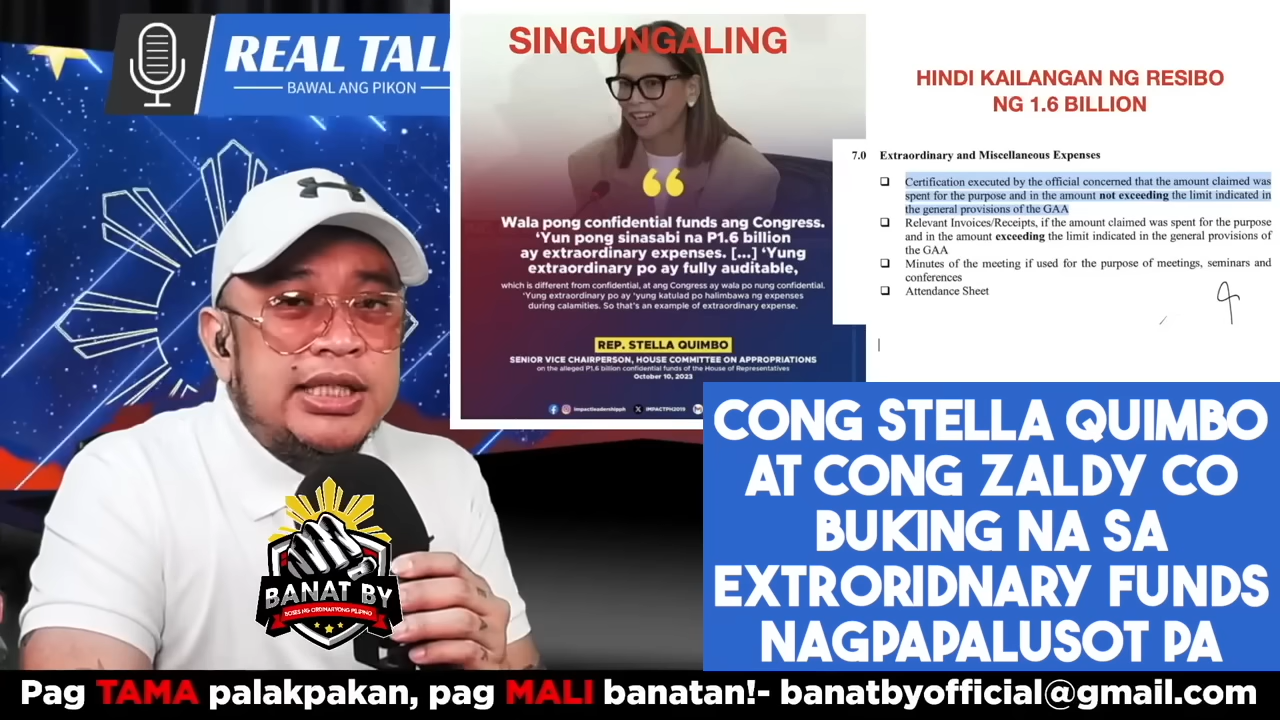 REAL TAL
BAWAL ANG PIKON
SINGUNGALING
Wala pong confidential funds ang Congress.
'Yun pong sinasabi na P1.6 billion
ay extraordinary expenses. [...] 'Yung
extraordinary po ay fully auditable,
which is different from confidential, at ang Congress ay wala po nung confidential.
'Yung extraordinary po ay 'yung katulad po halimbawa ng expenses
during calamities. So that's an example of extraordinary expense.
REP. STELLA QUIMBO
SENIOR VICE CHAIRPERSON, HOUSE COMMITTEE ON APPROPRIATIONS
on the alleged P1.6 billion confidential funds of the House of Representatives
October 10, 2023
impactleadershipph IMPACTPH2019
HINDI KAILANGAN NG RESIBO
NG 1.6 BILLION
7.0 Extraordinary and Miscellaneous Expenses
Certification executed by the official concerned that the amount claimed was
spent for the purpose and in the amount not exceeding the limit indicated in
the general provisions of the GAA
Relevant Invoices/Receipts, if the amount claimed was spent for the purpose
and in the amount exceeding the limit indicated in the general provisions of
the GAA
Minutes of the meeting if used for the purpose of meetings, seminars and
conferences
Attendance Sheet
CONG STELLA QUIMBO
AT CONG ZALDY CO
BUKING NA SA
EXTRORIDNARY FUNDS
NAGPAPALUSOT PA
BANAT BY
BOSES NG ORDINARYONG PILIPINO
Pag TAMA palakpakan, pag MALI banatan!- banatbyofficial@gmail.com